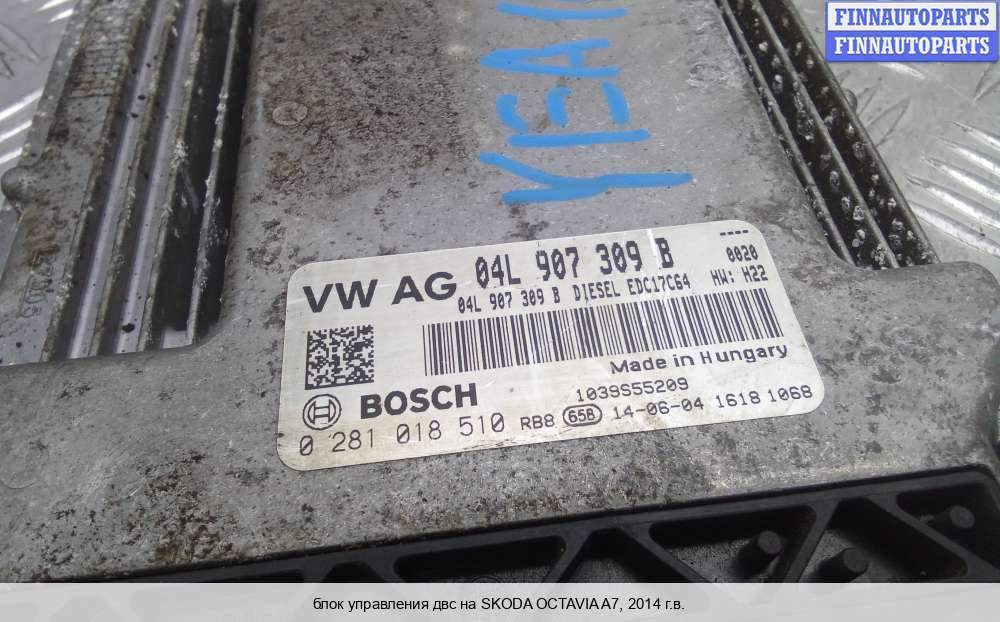 FINNAUTOPARTS
FINNAUTOPARTS
VW AG 04L 907 309 B
0020
04L 907 309 B DIESEL EDC17C64 HW: H22
Made in Hungary
BOSCH 1039S55209
0 281 018 510 RB8 658 14-06-04 1618 1068
блок управления двс на SKODA OCTAVIA A7, 2014 г.в.